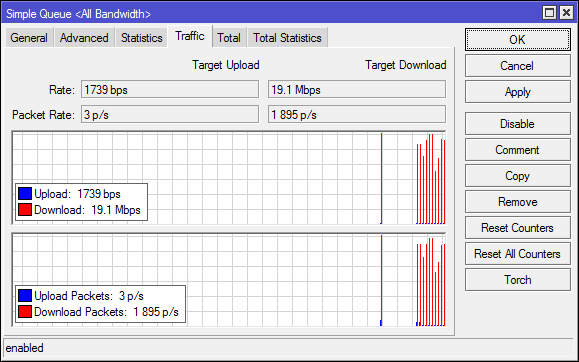 Simple Queue <All Bandwidth>
General Advanced Statistics Traffic Total Total Statistics
Target Upload Target Download
Rate: 1739 bps 19.1 Mbps
Packet Rate: 3 p/s 1 895 p/s
Upload: 1739 bps
Download: 19.1 Mbps
Upload Packets: 3 p/s
Download Packets: 1 895 p/s
OK
Cancel
Apply
Disable
Comment
Copy
Remove
Reset Counters
Reset All Counters
Torch
enabled